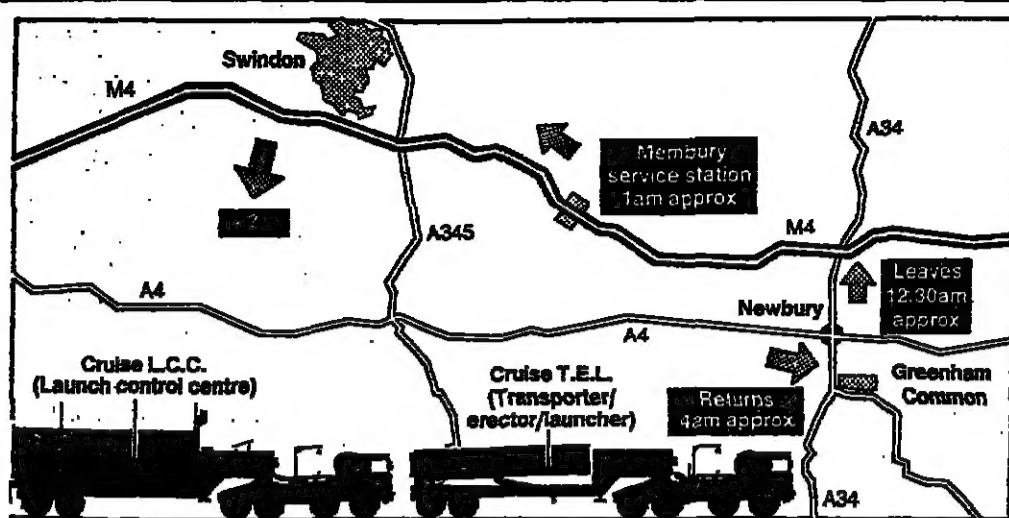 Swindon
M4
A34
Membury
service station
1am approx
A345
M4
Leaves
12.30am
approx
A4
Newbury
A4
Cruise L.C.C.
(Launch control centre)
Cruise T.E.L.
(Transporter/
erector/launcher)
Returns
4am approx
Greenham
Common
A34